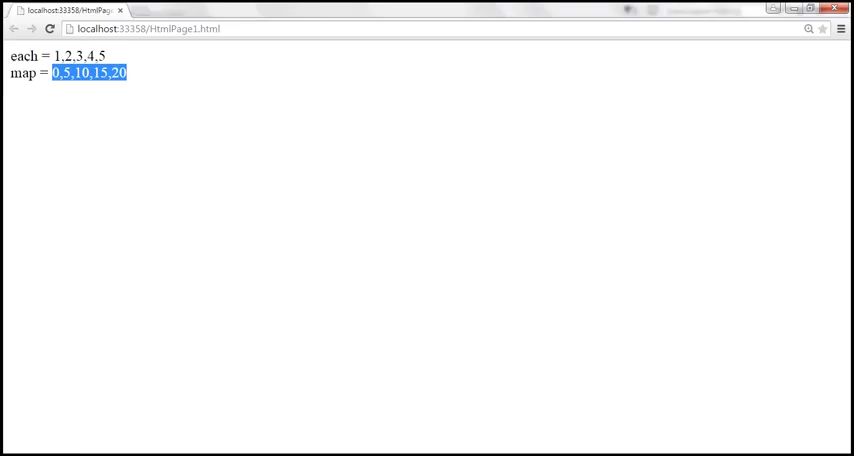 localhost:33358/HtmlPag
localhost:33358/HtmlPage1.html
each = 1,2,3,4,5
map = 0,5,10,15,20